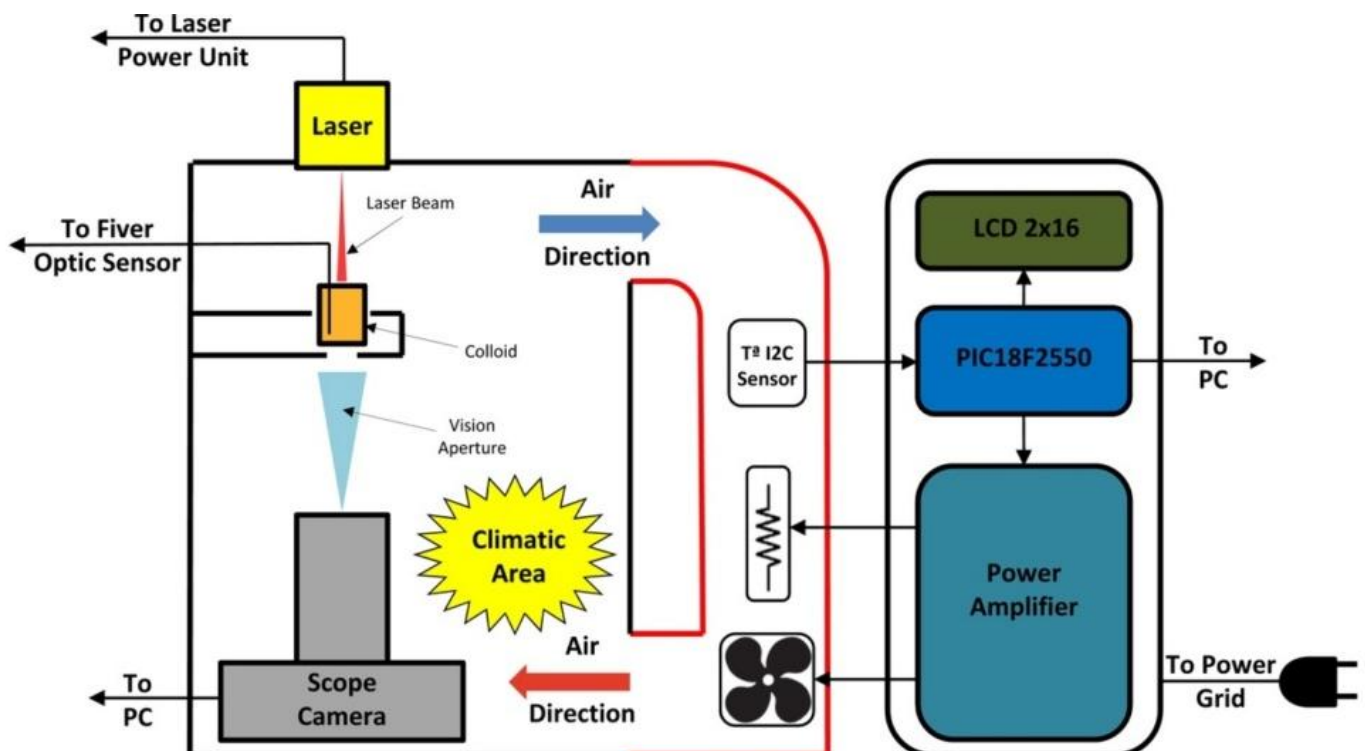 To Laser
Power Unit
Laser
Laser Beam
To Fiver
Optic Sensor
Colloid
Vision
Aperture
Air
Direction
Climatic
Area
Air
Direction
Scope
Camera
To
PC
Tª I2C
Sensor
LCD 2x16
PIC18F2550
To
PC
Power
Amplifier
To Power
Grid